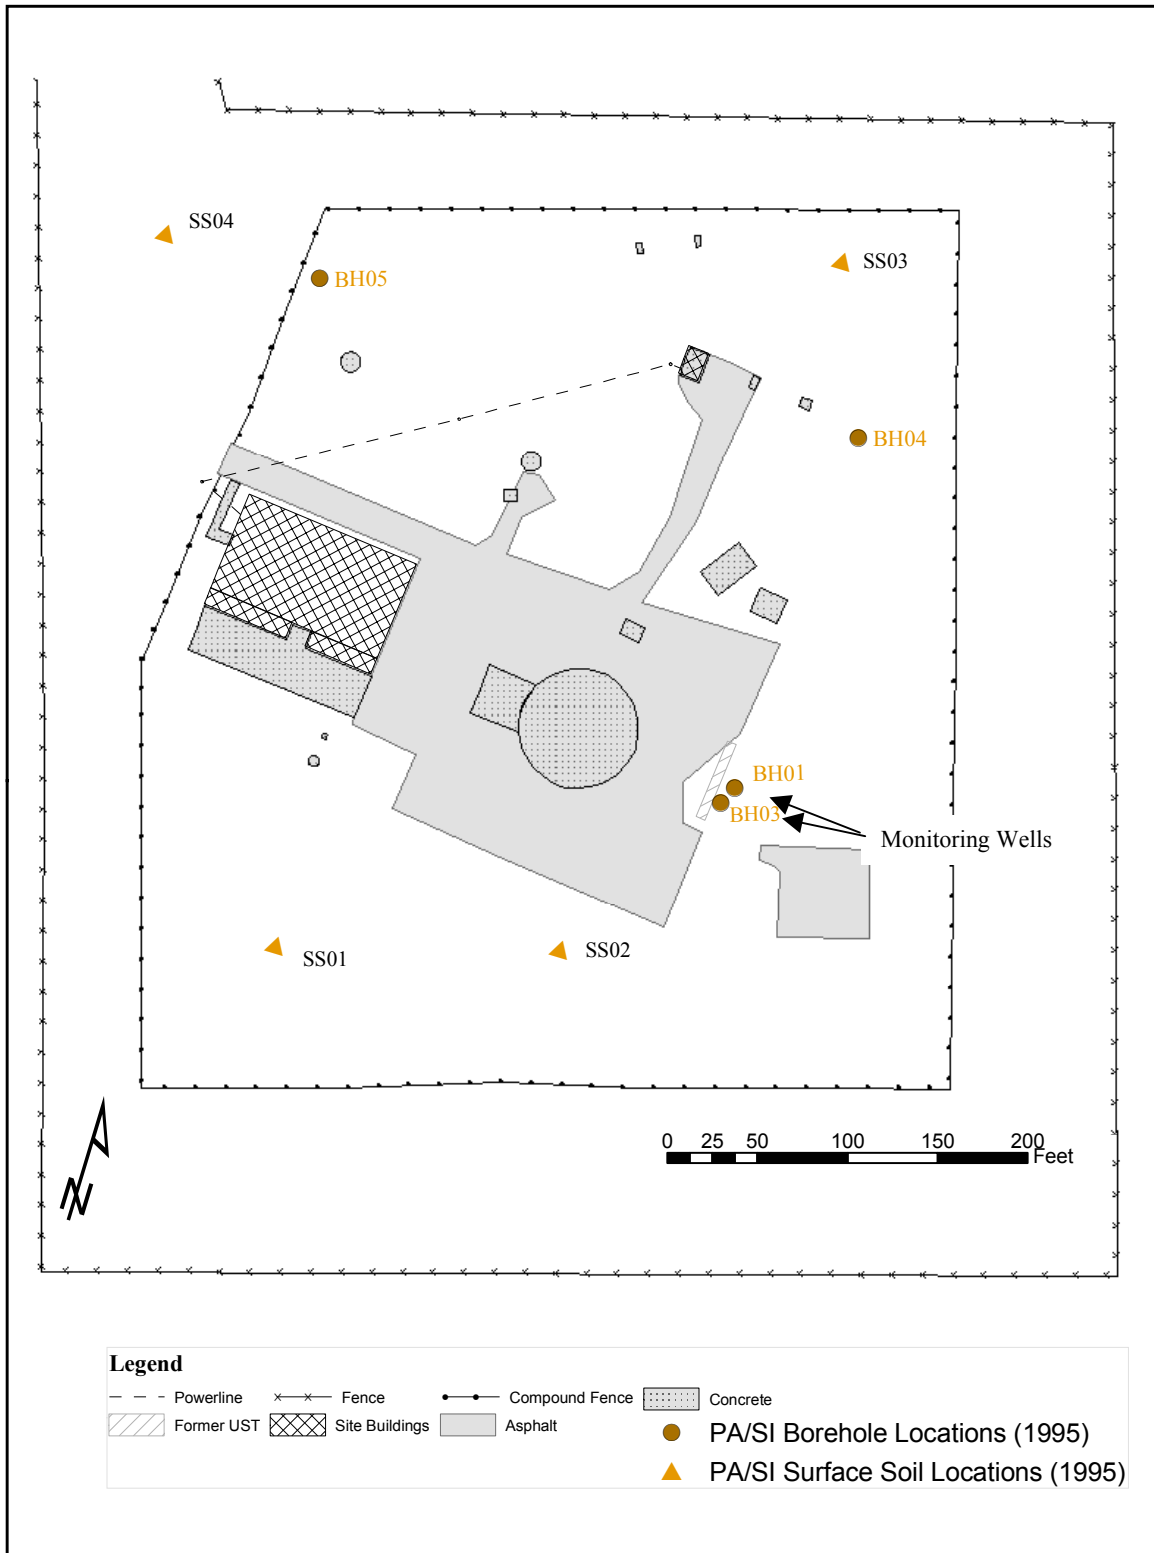 SS04
SS03
BH05
BH04
BH01
BH03
Monitoring Wells
SS01
SS02
N
0 25 50 100 150 200
Feet
Legend
Powerline Fence Compound Fence Concrete
Former UST Site Buildings Asphalt
PA/SI Borehole Locations (1995)
PA/SI Surface Soil Locations (1995)